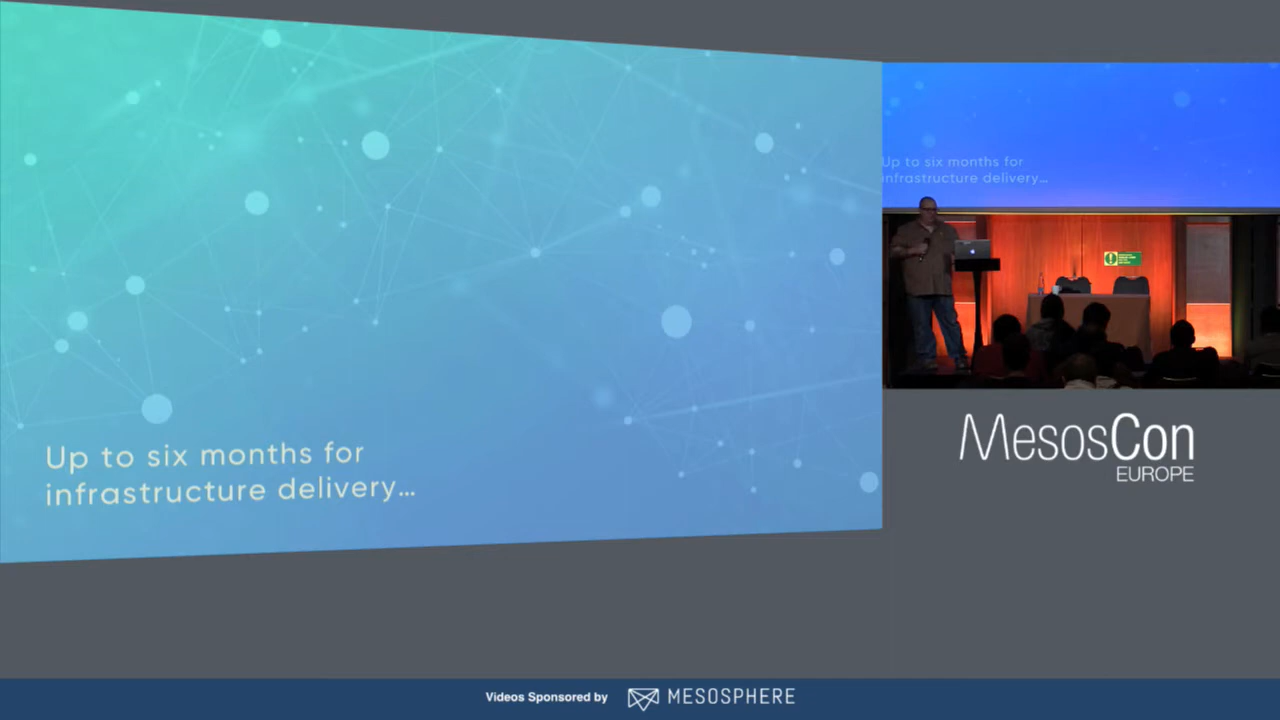 Up to six months for
infrastructure delivery...
Up to six months for
infrastructure delivery...
MesosCon
EUROPE
Videos Sponsored by
MESOSPHERE